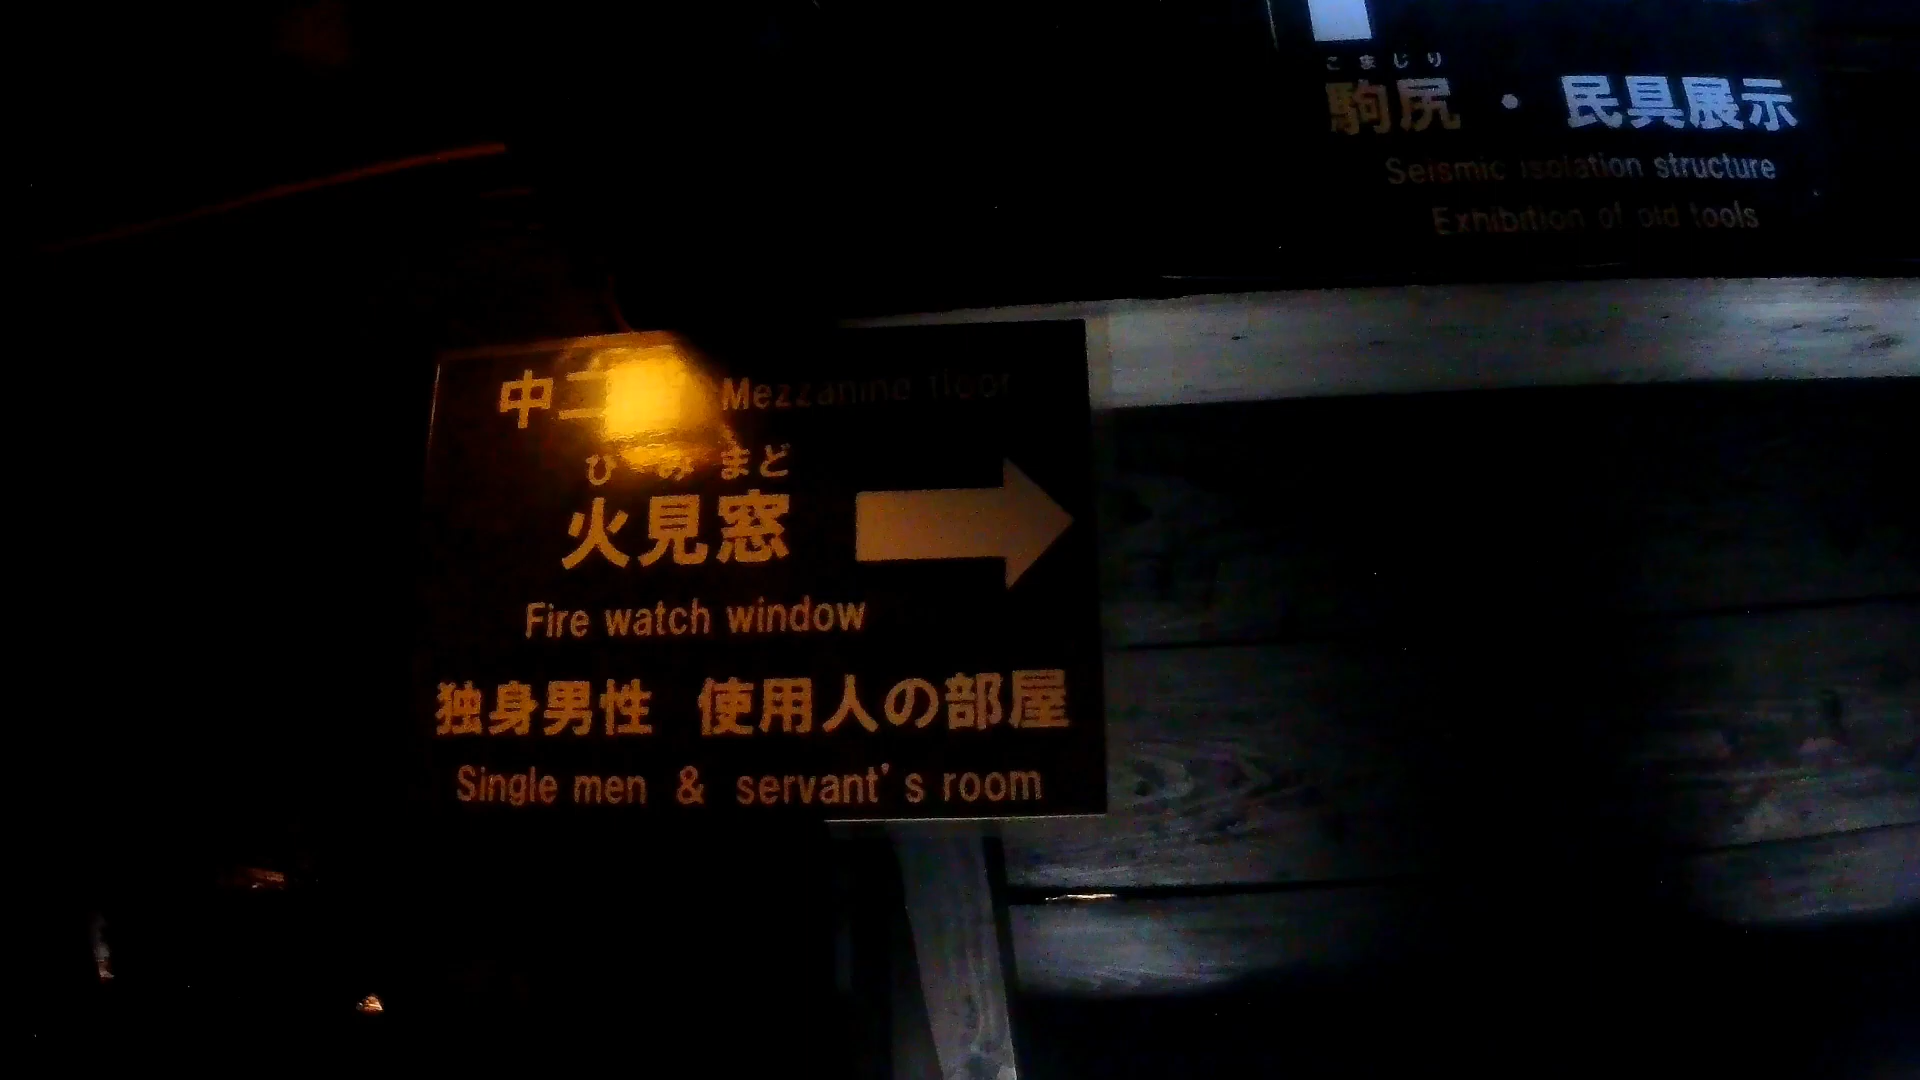 こまじり
駒尻・民具展示
Seismic isolation structure
Exhibition of old tools
中二 Mezzanine floor
ひみまど
火見窓
Fire watch window
独身男性 使用人の部屋
Single men & servant's room